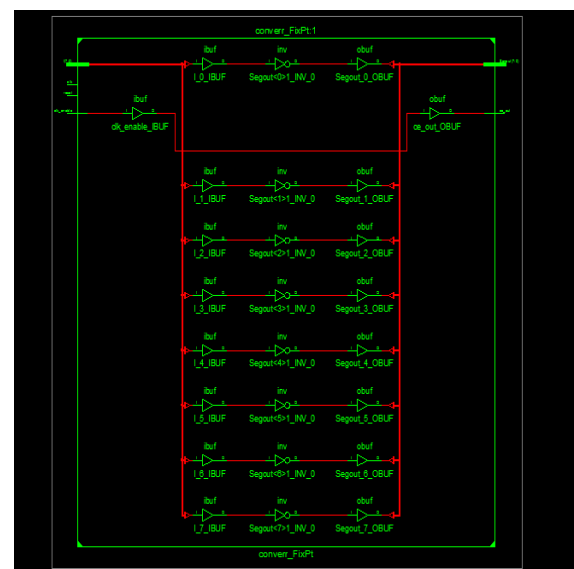 converr_FixPt:1
ibuf inv obuf
I_0_IBUF Segout<0>1_INV_0 Segout_0_OBUF
ibuf obuf
clk_enable_IBUF ce_out_OBUF
ibuf inv obuf
I_1_IBUF Segout<1>1_INV_0 Segout_1_OBUF
ibuf inv obuf
I_2_IBUF Segout<2>1_INV_0 Segout_2_OBUF
ibuf inv obuf
I_3_IBUF Segout<3>1_INV_0 Segout_3_OBUF
ibuf inv obuf
I_4_IBUF Segout<4>1_INV_0 Segout_4_OBUF
ibuf inv obuf
I_5_IBUF Segout<5>1_INV_0 Segout_5_OBUF
ibuf inv obuf
I_6_IBUF Segout<6>1_INV_0 Segout_6_OBUF
ibuf inv obuf
I_7_IBUF Segout<7>1_INV_0 Segout_7_OBUF
converr_FixPt